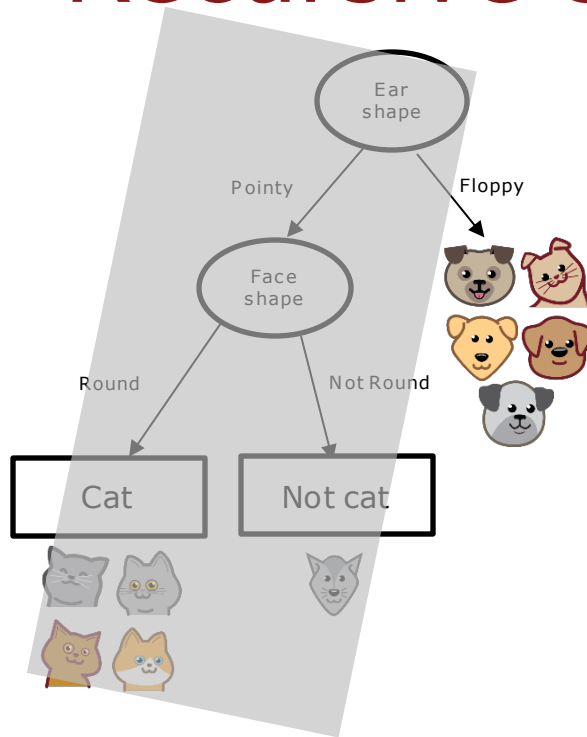 Ear
shape
Pointy
Floppy
Face
shape
Round
Not Round
Cat
Not cat